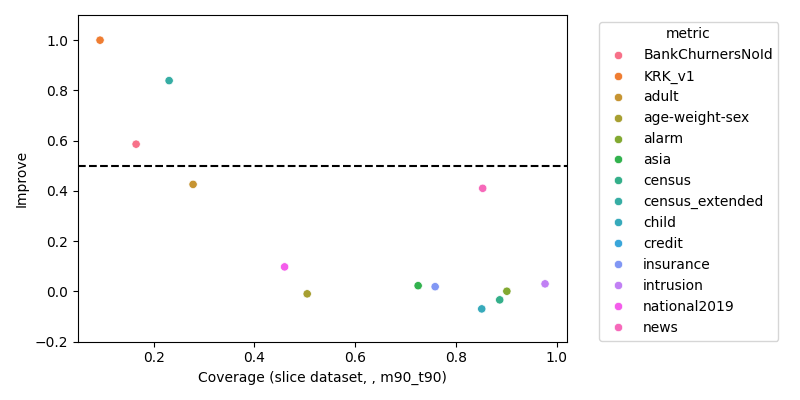 1.0
0.8
0.6
0.4
0.2
0.0
−0.2
Improve
0.2
0.4
0.6
0.8
1.0
Coverage (slice dataset, , m90_t90)
metric
BankChurnersNoId
KRK_v1
adult
age-weight-sex
alarm
asia
census
census_extended
child
credit
insurance
intrusion
national2019
news